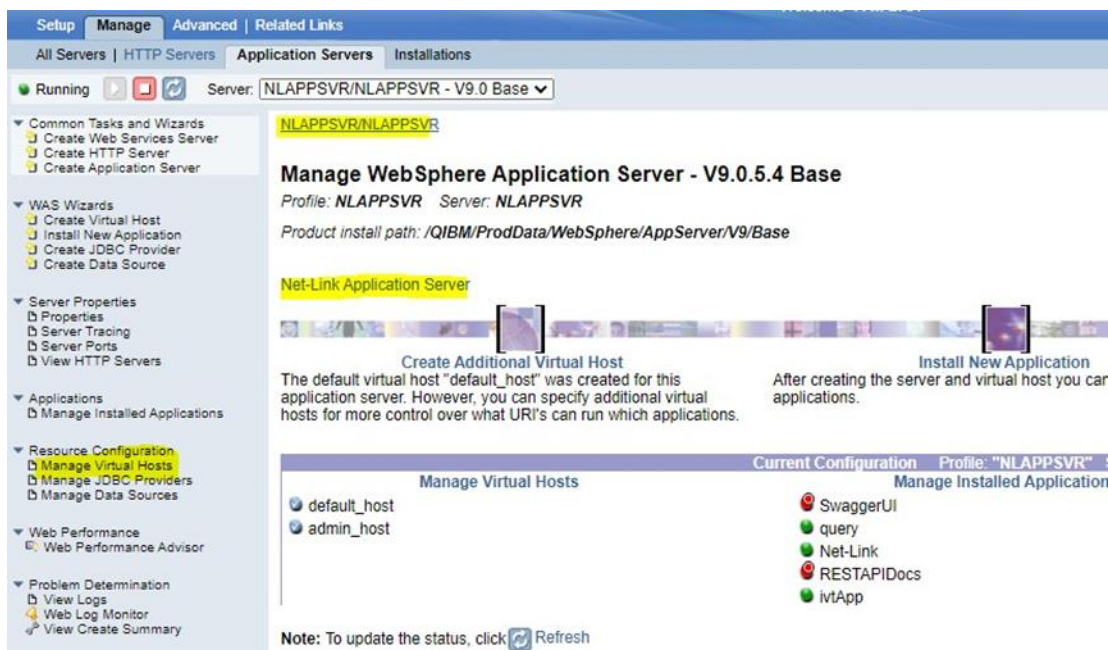 Setup Manage Advanced | Related Links
All Servers | HTTP Servers Application Servers Installations
Running Server: NLAPPSVR/NLAPPSVR - V9.0 Base
Common Tasks and Wizards
Create Web Services Server
Create HTTP Server
Create Application Server
WAS Wizards
Create Virtual Host
Install New Application
Create JDBC Provider
Create Data Source
Server Properties
Properties
Server Tracing
Server Ports
View HTTP Servers
Applications
Manage Installed Applications
Resource Configuration
Manage Virtual Hosts
Manage JDBC Providers
Manage Data Sources
Web Performance
Web Performance Advisor
Problem Determination
View Logs
Web Log Monitor
View Create Summary
NLAPPSVR/NLAPPSVR
Manage WebSphere Application Server - V9.0.5.4 Base
Profile: NLAPPSVR Server: NLAPPSVR
Product install path: /QIBM/ProdData/WebSphere/AppServer/V9/Base
Net-Link Application Server
Create Additional Virtual Host
The default virtual host "default_host" was created for this
application server. However, you can specify additional virtual
hosts for more control over what URI's can run which applications.
Install New Application
After creating the server and virtual host you can
applications.
Current Configuration Profile: "NLAPPSVR"
Manage Virtual Hosts
default_host
admin_host
Manage Installed Application
SwaggerUI
query
Net-Link
RESTAPIDocs
ivtApp
Note: To update the status, click Refresh